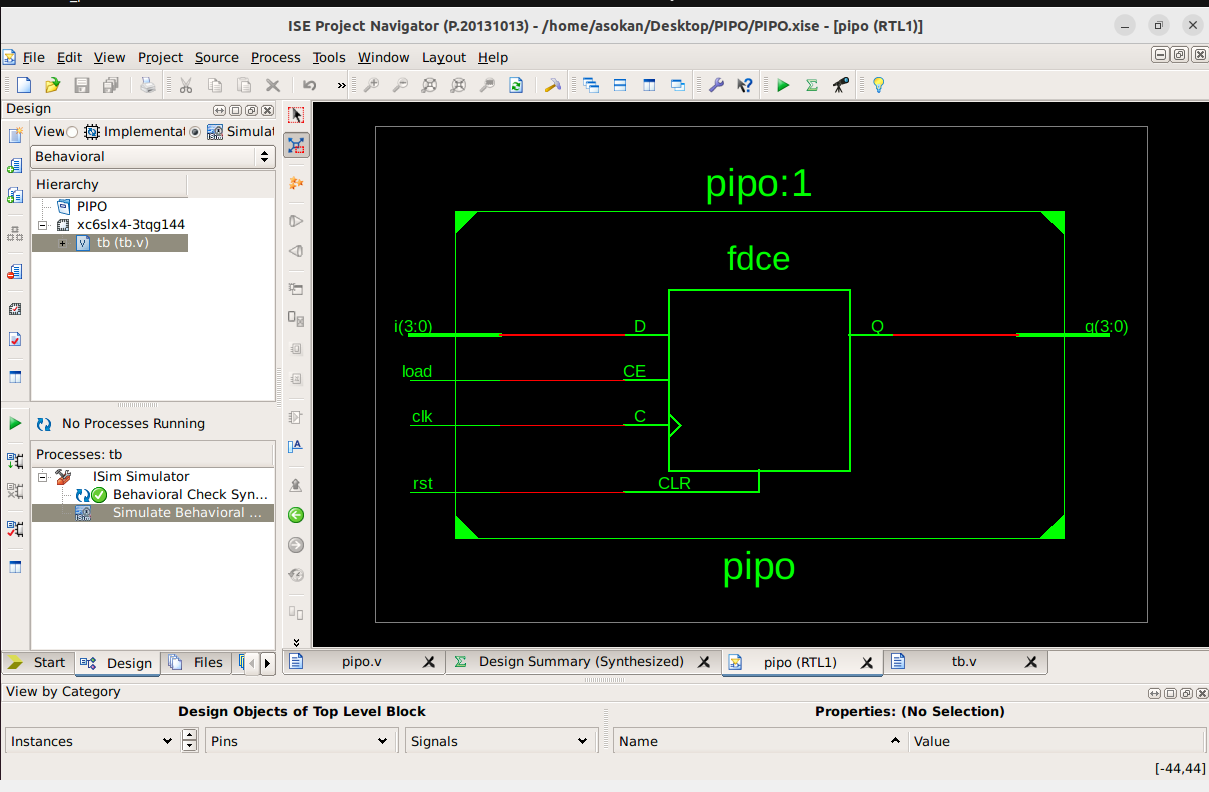 ISE Project Navigator (P.20131013) - /home/asokan/Desktop/PIPO/PIPO.xise - [pipo (RTL1)]
File Edit View Project Source Process Tools Window Layout Help
»
Design
View Implementat Simulat
Behavioral
Hierarchy
PIPO
xc6slx4-3tqg144
tb (tb.v)
No Processes Running
Processes: tb
ISim Simulator
Behavioral Check Syn...
Simulate Behavioral ...
Start Design Files
pipo:1
fdce
i(3:0) D Q q(3:0)
load CE
clk C
rst CLR
pipo
pipo.v Design Summary (Synthesized) pipo (RTL1) tb.v
View by Category
Design Objects of Top Level Block Properties: (No Selection)
Instances Pins Signals Name Value
[-44,44]